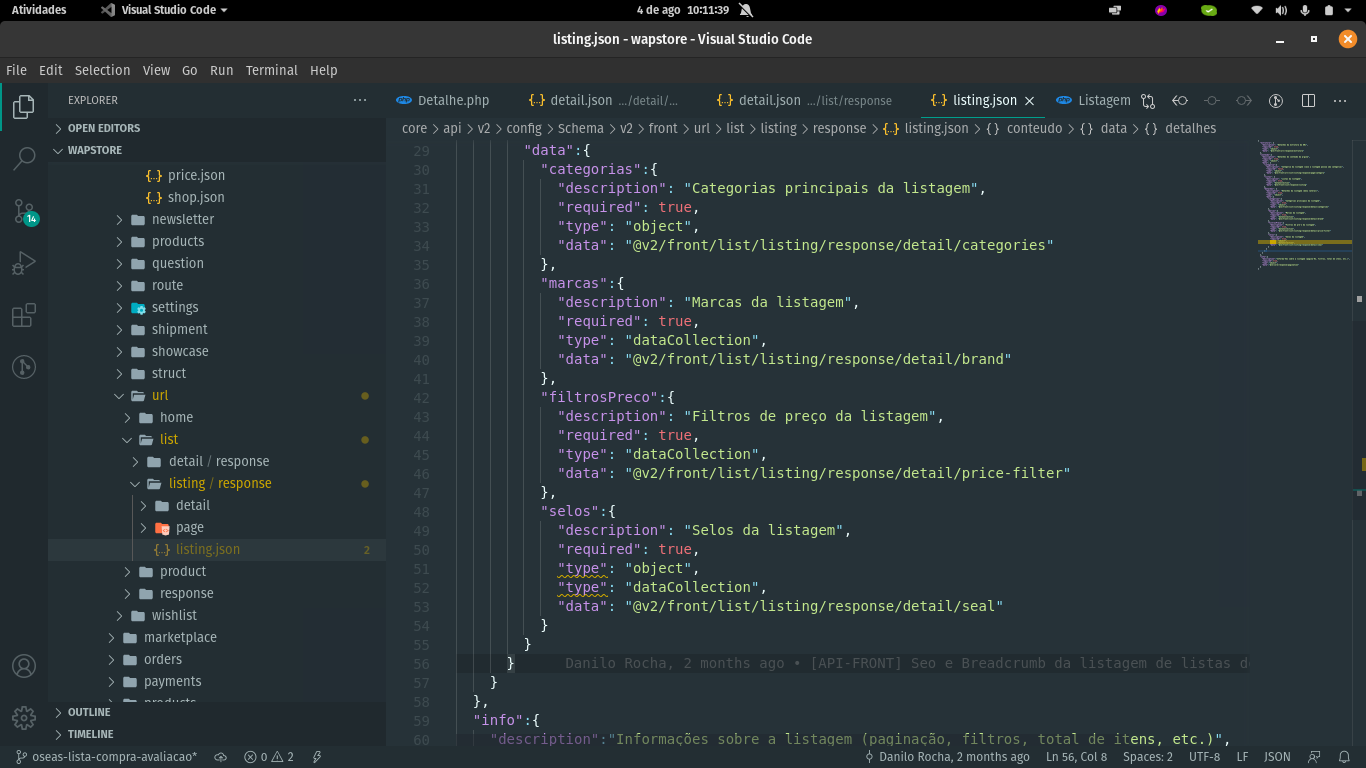 Atividades Visual Studio Code 4 de ago 10:11:39
listing.json - wapstore - Visual Studio Code
File Edit Selection View Go Run Terminal Help
EXPLORER ···
Detalhe.php {..} detail.json .../detail/... {..} detail.json .../list/response {..} listing.json Listagem ···
OPEN EDITORS
WAPSTORE
{..} price.json
{..} shop.json
newsletter
products
question
route
settings
shipment
showcase
struct
url
home
list
detail / response
listing / response
detail
page
{..} listing.json 2
product
response
wishlist
marketplace
orders
payments
products
OUTLINE
TIMELINE
14
core > api > v2 > config > Schema > v2 > front > url > list > listing > response > {..} listing.json > {} conteudo > {} data > {} detalhes
29 "data":{
30 "categorias":{
31 "description": "Categorias principais da listagem",
32 "required": true,
33 "type": "object",
34 "data": "@v2/front/list/listing/response/detail/categories"
35 },
36 "marcas":{
37 "description": "Marcas da listagem",
38 "required": true,
39 "type": "dataCollection",
40 "data": "@v2/front/list/listing/response/detail/brand"
41 },
42 "filtrosPreco":{
43 "description": "Filtros de preço da listagem",
44 "required": true,
45 "type": "dataCollection",
46 "data": "@v2/front/list/listing/response/detail/price-filter"
47 },
48 "selos":{
49 "description": "Selos da listagem",
50 "required": true,
51 "type": "object",
52 "type": "dataCollection",
53 "data": "@v2/front/list/listing/response/detail/seal"
54 }
55 }
56 } Danilo Rocha, 2 months ago • [API-FRONT] Seo e Breadcrumb da listagem de listas d
57 }
58 },
59 "info":{
60 "description":"Informações sobre a listagem (paginação, filtros, total de itens, etc.)",
oseas-lista-compra-avaliacao* 0 2 Danilo Rocha, 2 months ago Ln 56, Col 8 Spaces: 2 UTF-8 LF JSON